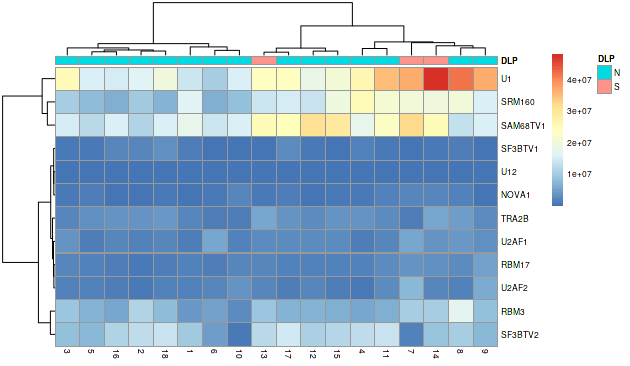 DLP
U1
SRM160
SAM68TV1
SF3BTV1
U12
NOVA1
TRA2B
U2AF1
RBM17
U2AF2
RBM3
SF3BTV2
3 5 16 2 18 1 6 10 13 17 12 15 4 11 7 14 8 9
4e+07
3e+07
2e+07
1e+07
DLP
N
S